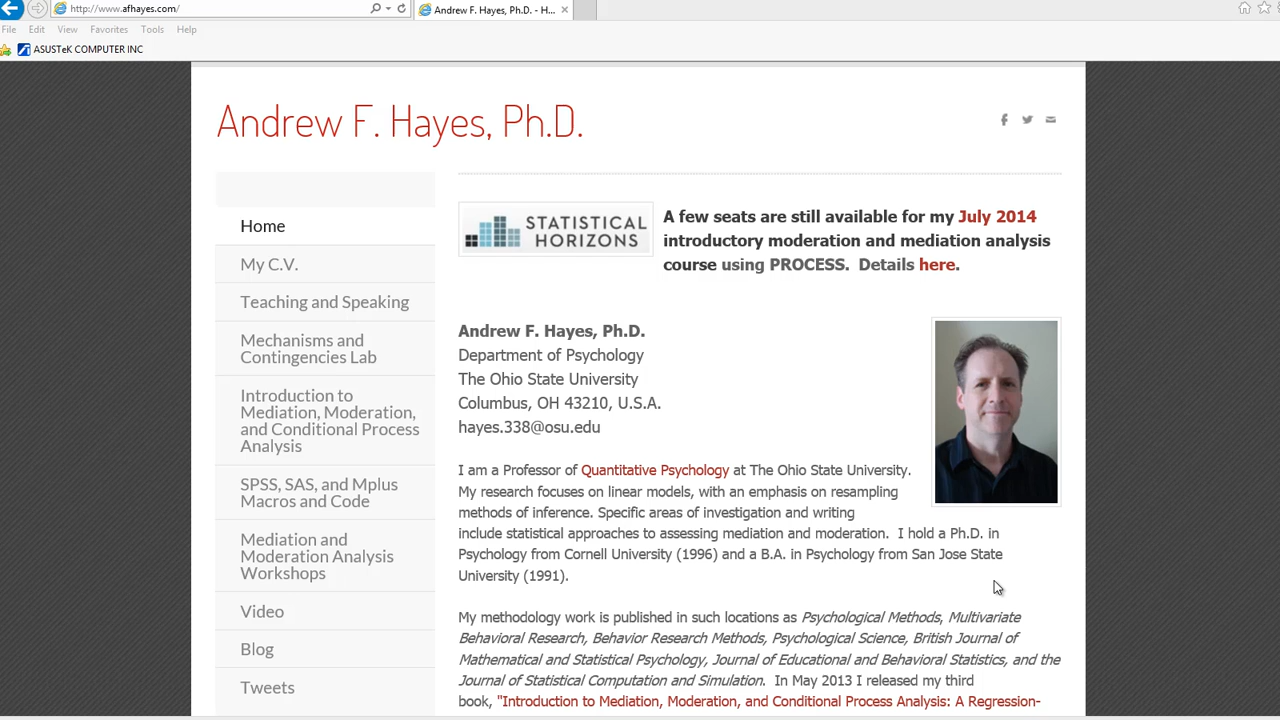 http://www.afhayes.com/
Andrew F. Hayes, Ph.D. - H...
File Edit View Favorites Tools Help
ASUSTeK COMPUTER INC
Andrew F. Hayes, Ph.D.
Home
My C.V.
Teaching and Speaking
Mechanisms and
Contingencies Lab
Introduction to
Mediation, Moderation,
and Conditional Process
Analysis
SPSS, SAS, and Mplus
Macros and Code
Mediation and
Moderation Analysis
Workshops
Video
Blog
Tweets
STATISTICAL
HORIZONS
A few seats are still available for my July 2014
introductory moderation and mediation analysis
course using PROCESS. Details here.
Andrew F. Hayes, Ph.D.
Department of Psychology
The Ohio State University
Columbus, OH 43210, U.S.A.
hayes.338@osu.edu
I am a Professor of Quantitative Psychology at The Ohio State University.
My research focuses on linear models, with an emphasis on resampling
methods of inference. Specific areas of investigation and writing
include statistical approaches to assessing mediation and moderation. I hold a Ph.D. in
Psychology from Cornell University (1996) and a B.A. in Psychology from San Jose State
University (1991).
My methodology work is published in such locations as Psychological Methods, Multivariate
Behavioral Research, Behavior Research Methods, Psychological Science, British Journal of
Mathematical and Statistical Psychology, Journal of Educational and Behavioral Statistics, and the
Journal of Statistical Computation and Simulation. In May 2013 I released my third
book, "Introduction to Mediation, Moderation, and Conditional Process Analysis: A Regression-